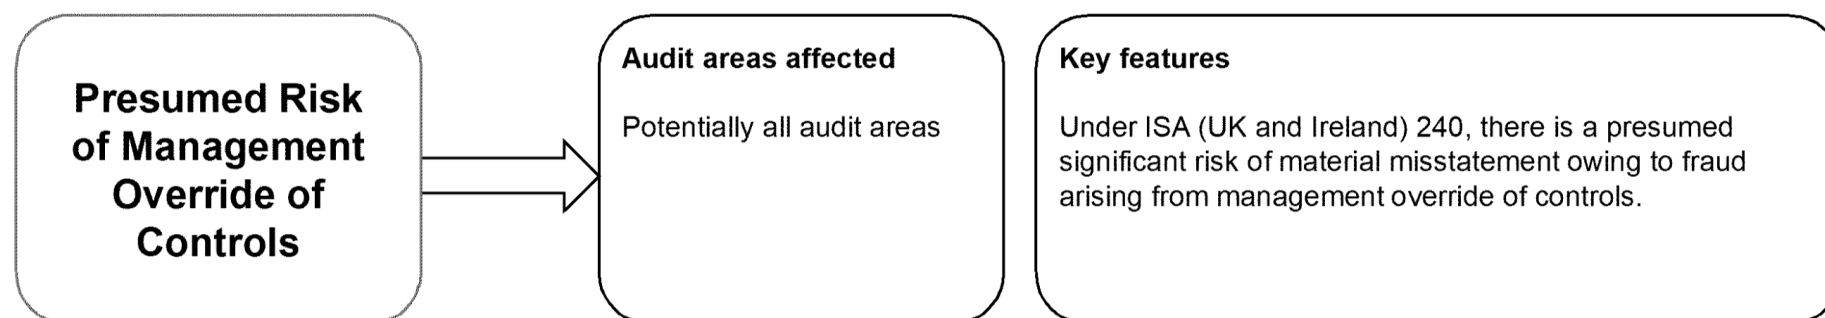 Presumed Risk
of Management
Override of
Controls
Audit areas affected
Potentially all audit areas
Key features
Under ISA (UK and Ireland) 240, there is a presumed
significant risk of material misstatement owing to fraud
arising from management override of controls.